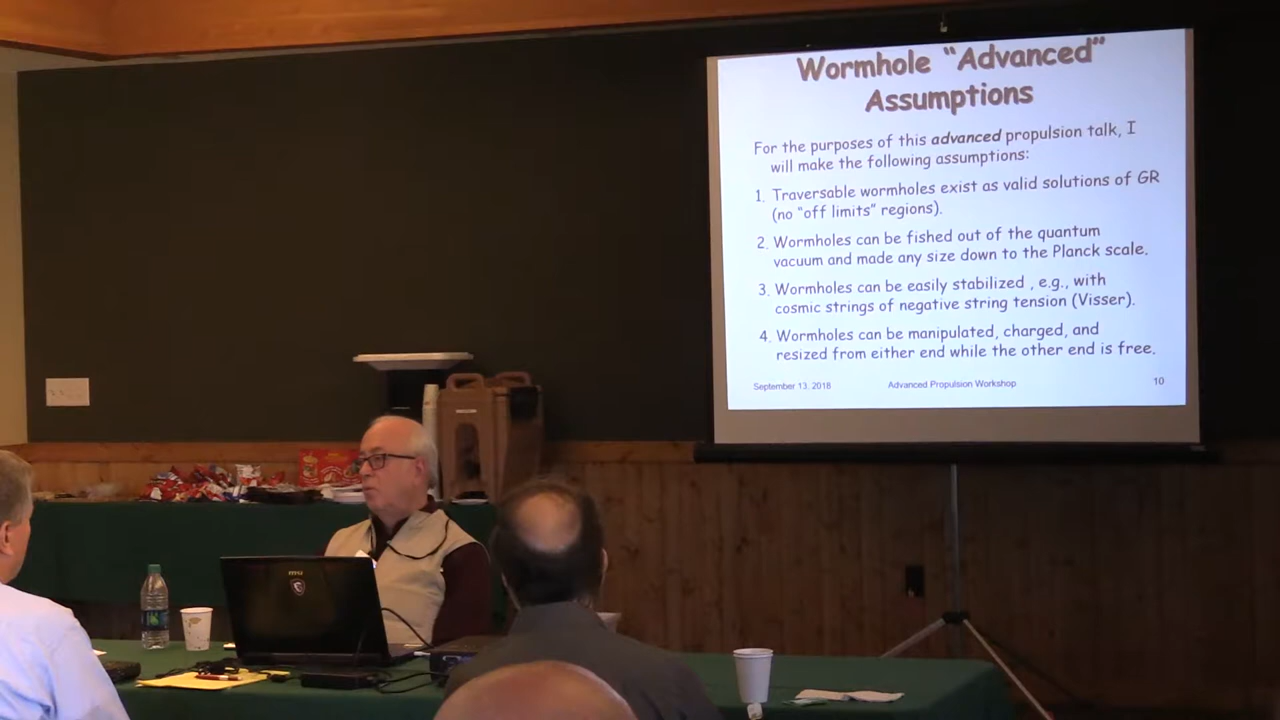 Wormhole "Advanced"
Assumptions
For the purposes of this advanced propulsion talk, I
will make the following assumptions:
1. Traversable wormholes exist as valid solutions of GR
(no "off limits" regions).
2. Wormholes can be fished out of the quantum
vacuum and made any size down to the Planck scale.
3. Wormholes can be easily stabilized , e.g., with
cosmic strings of negative string tension (Visser).
4. Wormholes can be manipulated, charged, and
resized from either end while the other end is free.
September 13, 2018 Advanced Propulsion Workshop 10
msi